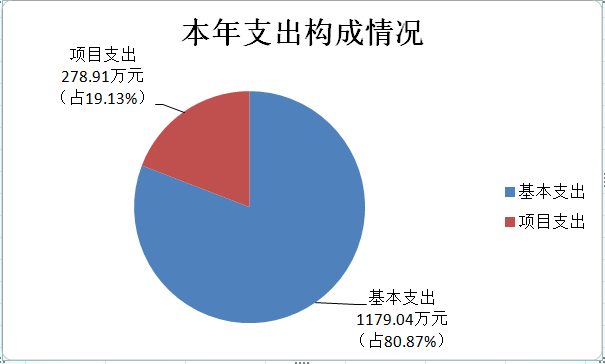 本年支出构成情况
项目支出
278.91万元
（占19.13%）
基本支出
项目支出
基本支出
1179.04万元
（占80.87%）